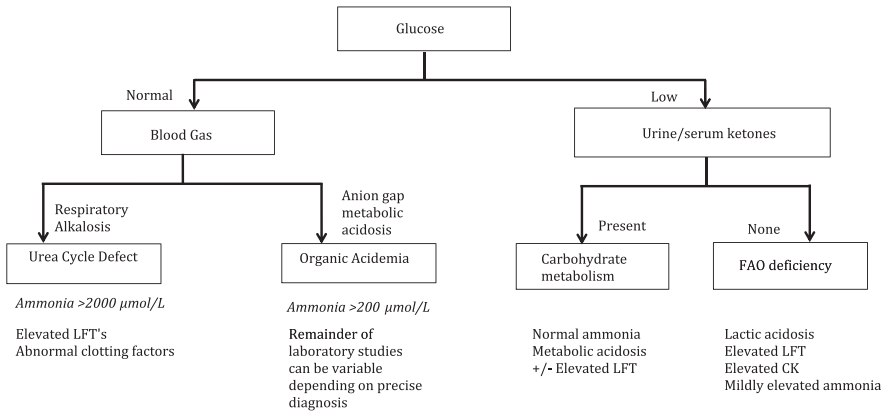 Glucose
Normal
Low
Blood Gas
Urine/serum ketones
Respiratory
Alkalosis
Anion gap
metabolic
acidosis
Present
None
Urea Cycle Defect
Organic Acidemia
Carbohydrate
metabolism
FAO deficiency
Ammonia >2000 µmol/L
Elevated LFT's
Abnormal clotting factors
Ammonia >200 µmol/L
Remainder of
laboratory studies
can be variable
depending on precise
diagnosis
Normal ammonia
Metabolic acidosis
+/- Elevated LFT
Lactic acidosis
Elevated LFT
Elevated CK
Mildly elevated ammonia